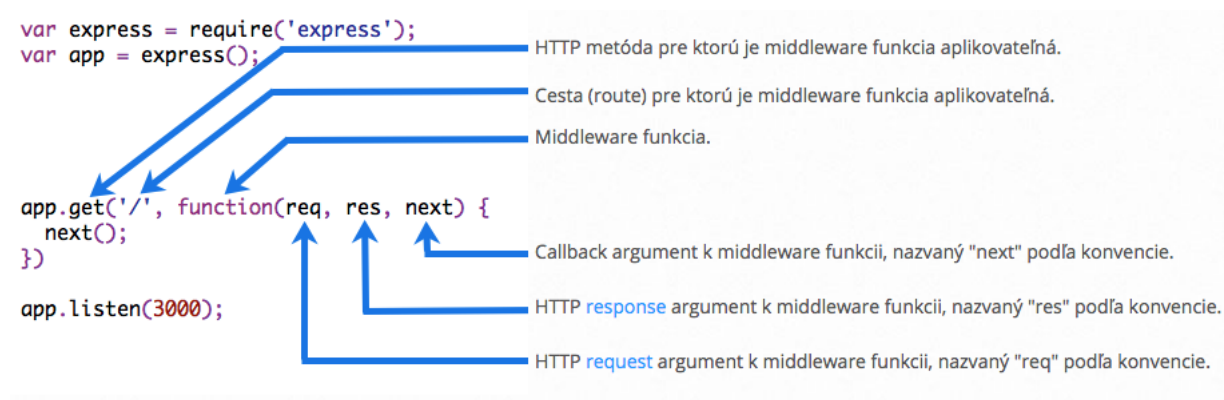 var express = require('express');
var app = express();
HTTP metóda pre ktorú je middleware funkcia aplikovateľná.
Cesta (route) pre ktorú je middleware funkcia aplikovateľná.
Middleware funkcia.
app.get('/', function(req, res, next) {
  next();
})
app.listen(3000);
Callback argument k middleware funkcii, nazvaný "next" podľa konvencie.
HTTP response argument k middleware funkcii, nazvaný "res" podľa konvencie.
HTTP request argument k middleware funkcii, nazvaný "req" podľa konvencie.